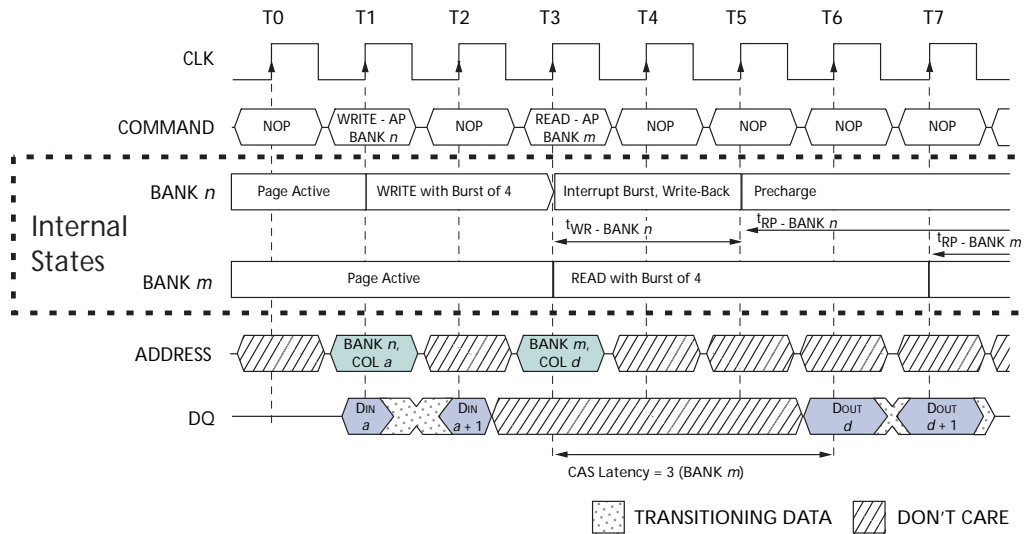 T0 T1 T2 T3 T4 T5 T6 T7
CLK
COMMAND NOP WRITE - AP BANK n NOP READ - AP BANK m NOP NOP NOP NOP
Internal States
BANK n Page Active WRITE with Burst of 4 Interrupt Burst, Write-Back Precharge
tWR - BANK n tRP - BANK n
tRP - BANK m
BANK m Page Active READ with Burst of 4
ADDRESS BANK n, COL a BANK m, COL d
DQ DIN a DIN a + 1 DOUT d DOUT d + 1
CAS Latency = 3 (BANK m)
TRANSITIONING DATA DON'T CARE